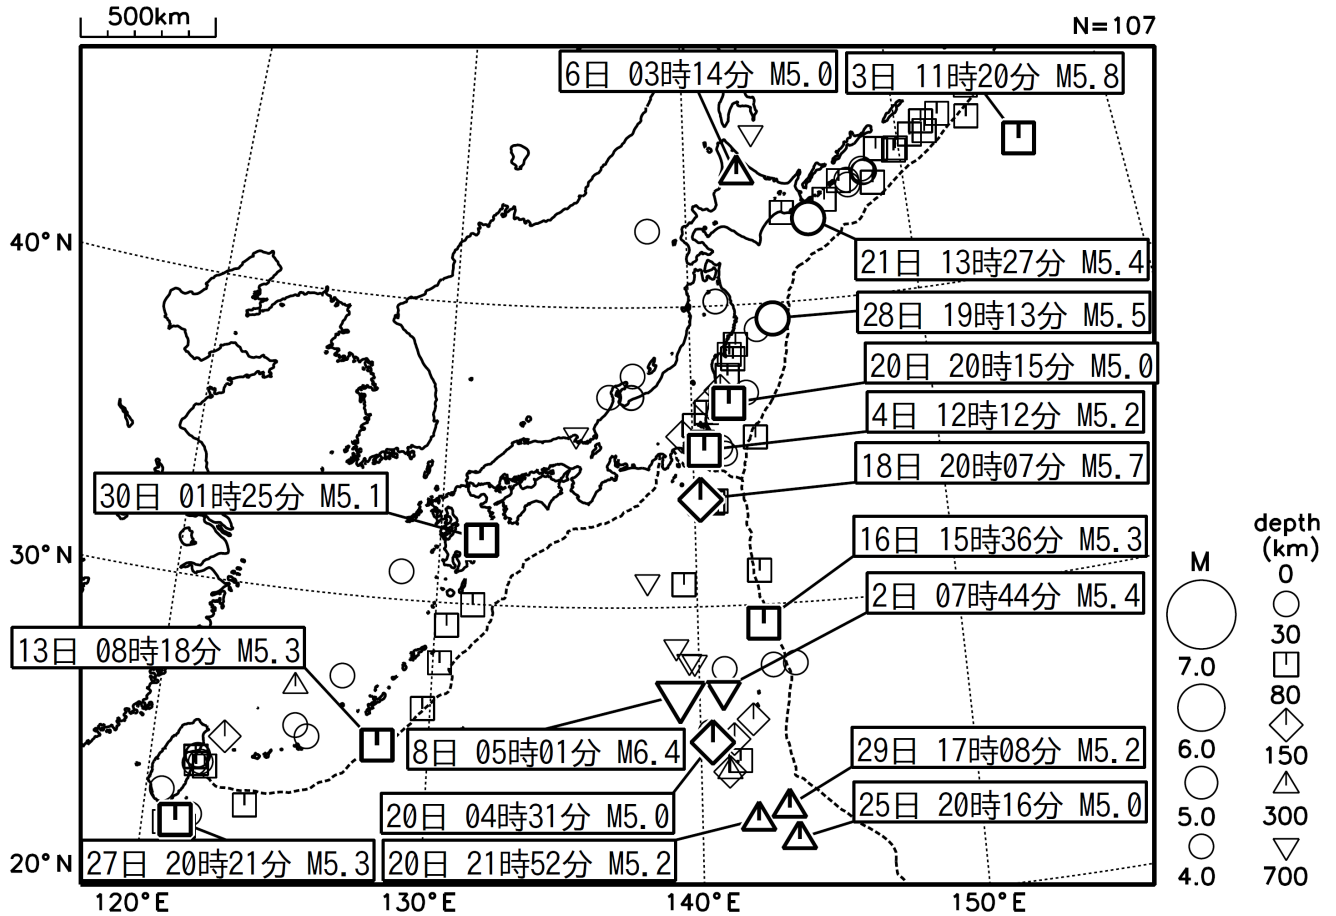 500km
N=107
6日 03時14分 M5.0
3日 11時20分 M5.8
40°N
21日 13時27分 M5.4
28日 19時13分 M5.5
20日 20時15分 M5.0
4日 12時12分 M5.2
18日 20時07分 M5.7
30日 01時25分 M5.1
16日 15時36分 M5.3
30°N
2日 07時44分 M5.4
13日 08時18分 M5.3
8日 05時01分 M6.4
29日 17時08分 M5.2
20日 04時31分 M5.0
25日 20時16分 M5.0
27日 20時21分 M5.3
20日 21時52分 M5.2
20°N
120°E
130°E
140°E
150°E
M
7.0
6.0
5.0
4.0
depth
(km)
0
30
80
150
300
700